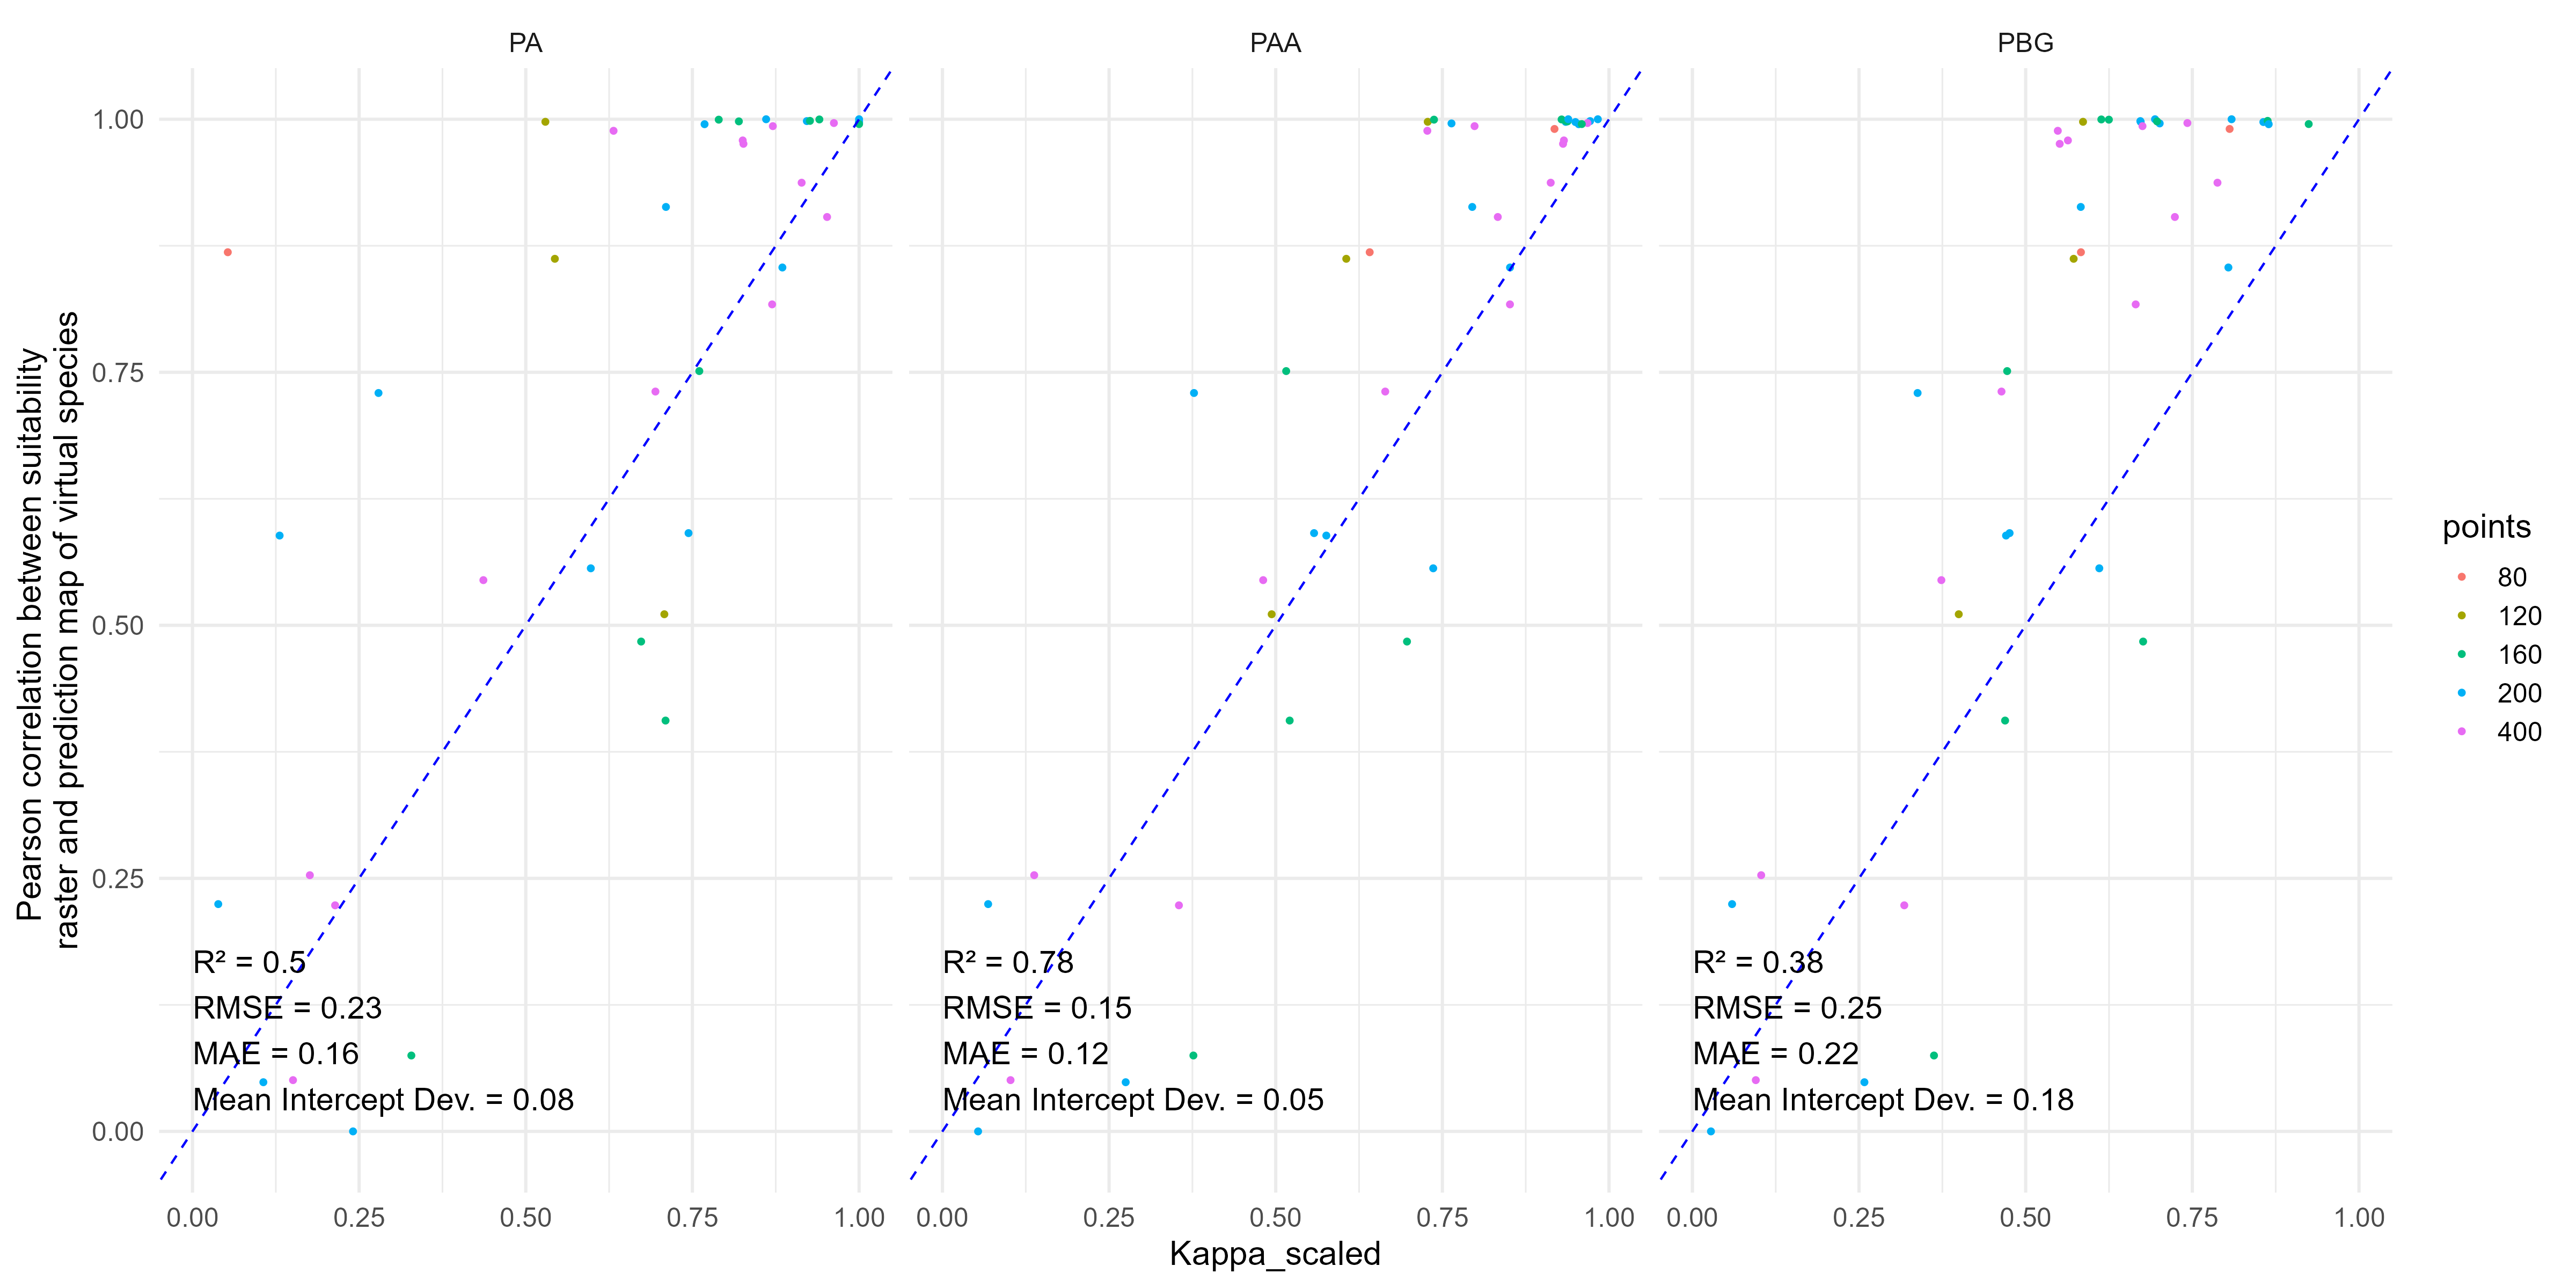 PA
PAA
PBG
Pearson correlation between suitability
raster and prediction map of virtual species
1.00
0.75
0.50
0.25
0.00
R² = 0.5
RMSE = 0.23
MAE = 0.16
Mean Intercept Dev. = 0.08
R² = 0.78
RMSE = 0.15
MAE = 0.12
Mean Intercept Dev. = 0.05
R² = 0.38
RMSE = 0.25
MAE = 0.22
Mean Intercept Dev. = 0.18
0.00 0.25 0.50 0.75 1.00
0.00 0.25 0.50 0.75 1.00
0.00 0.25 0.50 0.75 1.00
Kappa_scaled
points
80
120
160
200
400